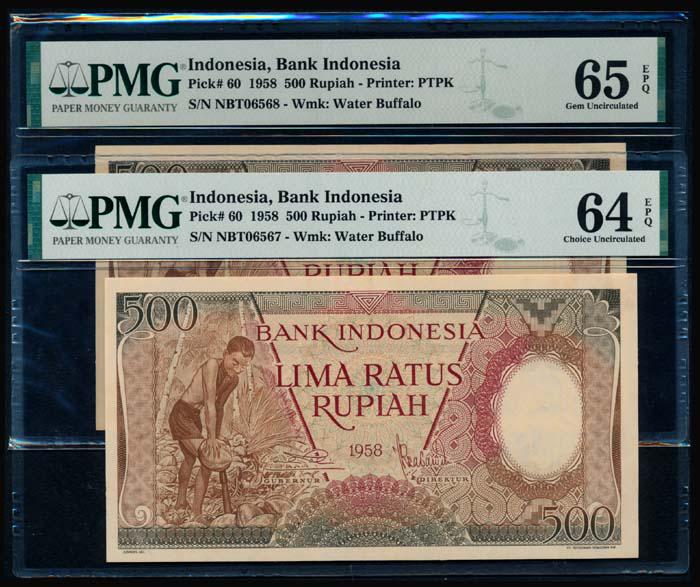 PMG®
PAPER MONEY GUARANTY
Indonesia, Bank Indonesia
Pick# 60 1958 500 Rupiah - Printer: PTPK
S/N NBT06568 - Wmk: Water Buffalo
65 EPQ
Gem Uncirculated
500
PMG®
PAPER MONEY GUARANTY
Indonesia, Bank Indonesia
Pick# 60 1958 500 Rupiah - Printer: PTPK
S/N NBT06567 - Wmk: Water Buffalo
64 EPQ
Choice Uncirculated
RUPIAH
500
BANK INDONESIA
LIMA RATUS
RUPIAH
1958
GUBERNUR
DIREKTUR
500